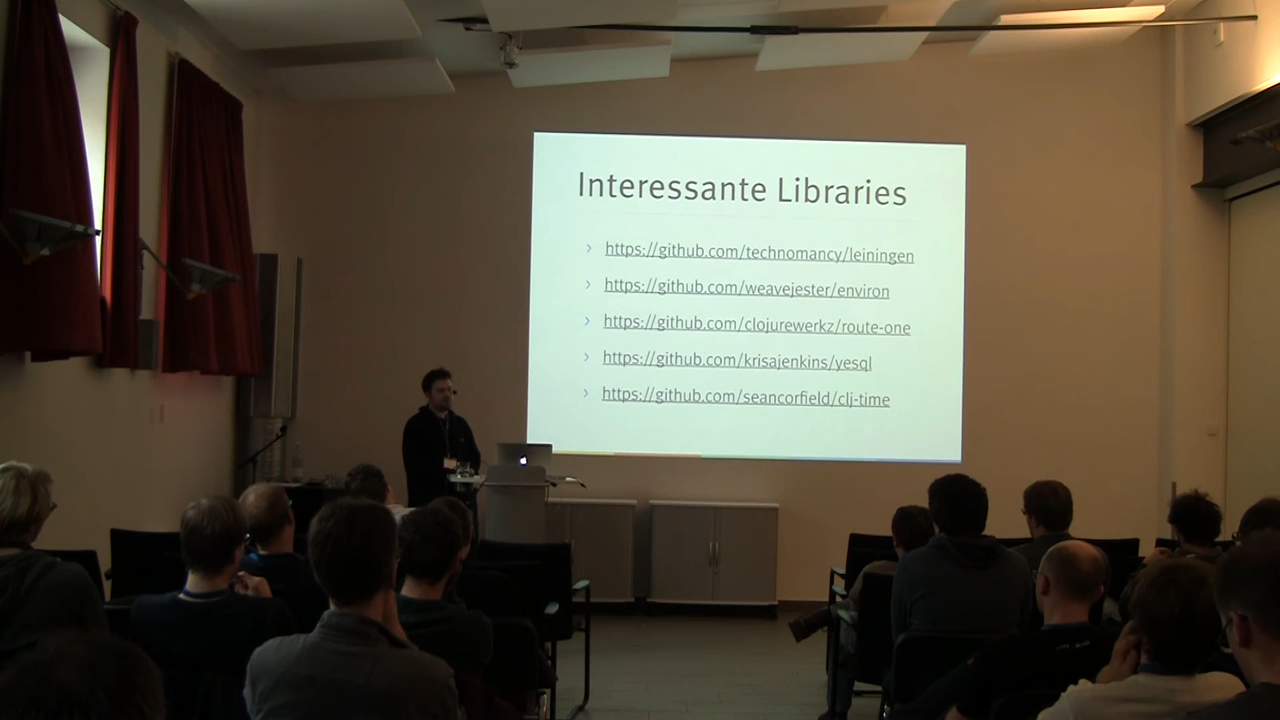 Interessante Libraries
› https://github.com/technomancy/leiningen
› https://github.com/weavejester/environ
› https://github.com/clojurewerkz/route-one
› https://github.com/krisajenkins/yesql
› https://github.com/seancorfield/clj-time